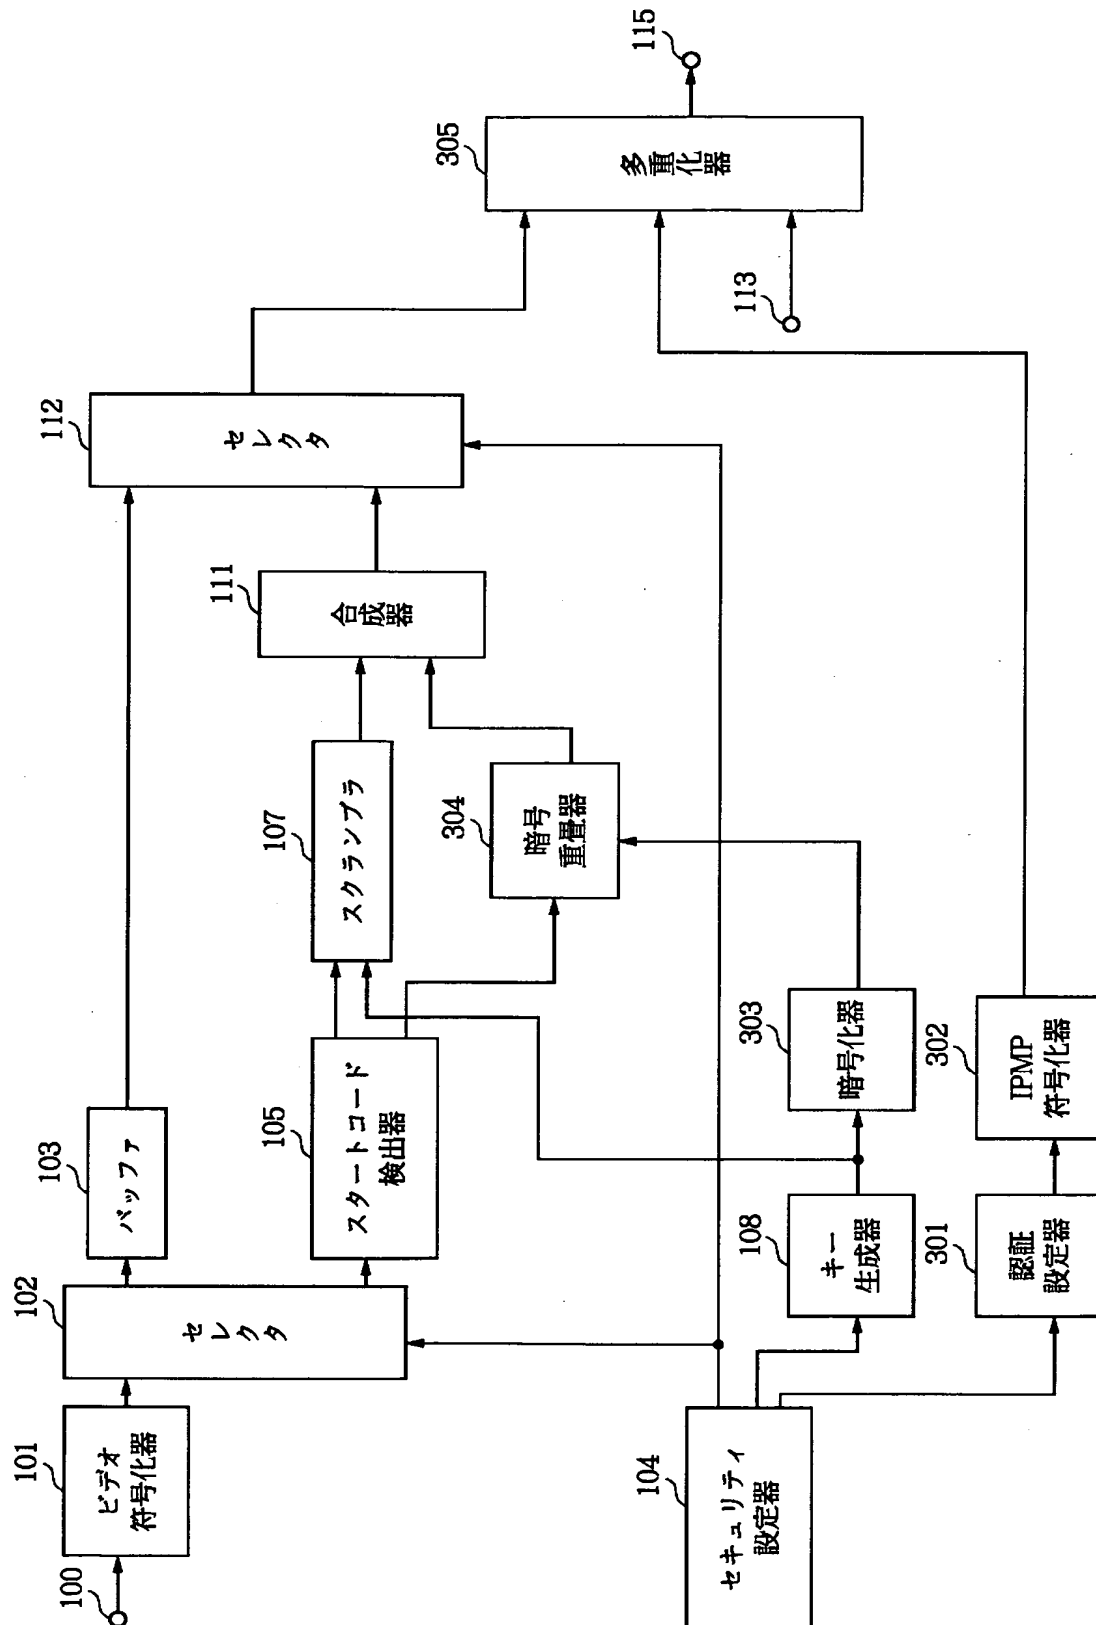 100
101
ビデオ
符号化器
102
セレクタ
103
バッファ
105
スタートコード
検出器
107
スクランブラ
304
暗号
重畳器
111
合成器
112
セレクタ
305
多重化器
115
113
104
セキュリティ
設定器
108
キー
生成器
303
暗号化器
301
認証
設定器
302
IPMP
符号化器